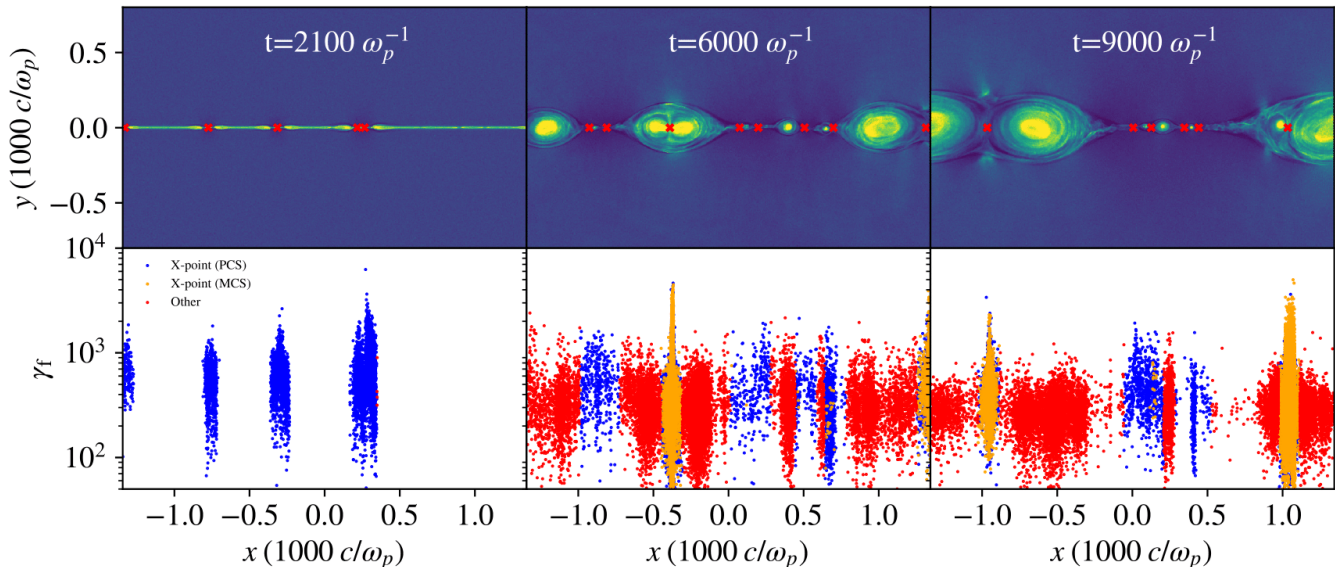 t=2100 ω_p^{-1}
t=6000 ω_p^{-1}
t=9000 ω_p^{-1}
y (1000 c/ω_p)
0.5
0.0
−0.5
X-point (PCS)
X-point (MCS)
Other
γ_f
10^4
10^3
10^2
−1.0 −0.5 0.0 0.5 1.0
−1.0 −0.5 0.0 0.5 1.0
−1.0 −0.5 0.0 0.5 1.0
x (1000 c/ω_p)
x (1000 c/ω_p)
x (1000 c/ω_p)